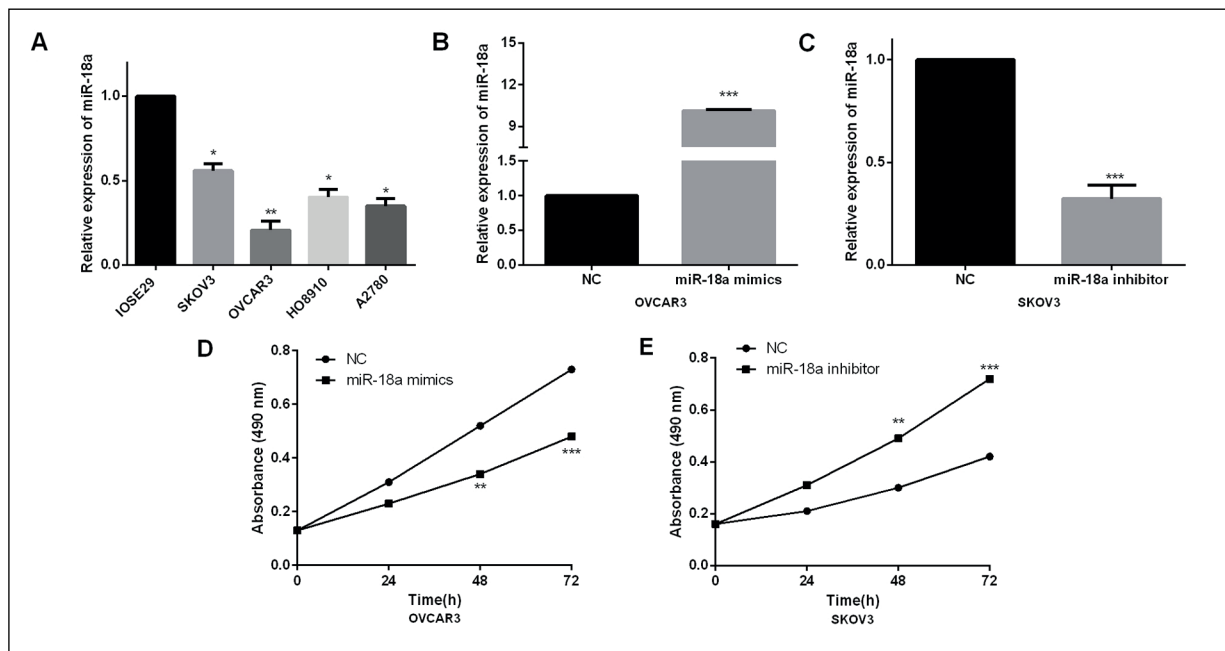 A
Relative expression of miR-18a
1.0
0.5
0.0
*
**
*
*
IOSE29
SKOV3
OVCAR3
HO8910
A2780
B
Relative expression of miR-18a
15
12
9
1.0
0.5
0.0
***
NC
miR-18a mimics
OVCAR3
C
Relative expression of miR-18a
1.0
0.5
0.0
***
NC
miR-18a inhibitor
SKOV3
D
NC
miR-18a mimics
Absorbance (490 nm)
0.8
0.6
0.4
0.2
0.0
**
***
0
24
48
72
Time(h)
OVCAR3
E
NC
miR-18a inhibitor
Absorbance (490 nm)
0.8
0.6
0.4
0.2
0.0
**
***
0
24
48
72
Time(h)
SKOV3